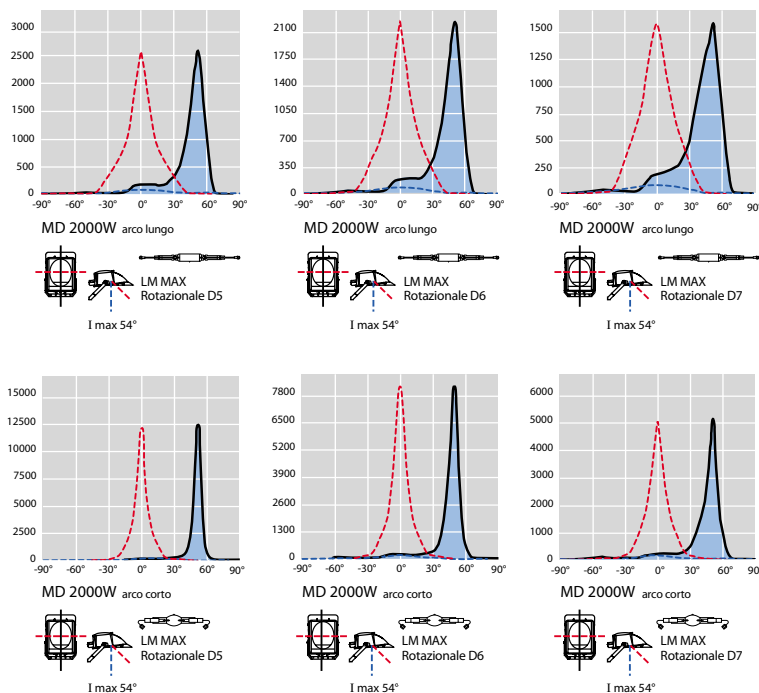 3000
2500
2000
1500
1000
500
0
-90° -60° -30° 0° 30° 60° 90°
MD 2000W arco lungo
LM MAX
Rotazionale D5
I max 54°
2100
1750
1400
1050
700
350
0
-90° -60° -30° 0° 30° 60° 90°
MD 2000W arco lungo
LM MAX
Rotazionale D6
I max 54°
1500
1250
1000
750
500
250
0
-90° -60° -30° 0° 30° 60° 90°
MD 2000W arco lungo
LM MAX
Rotazionale D7
I max 54°
15000
12500
10000
7500
5000
2500
0
-90° -60° -30° 0° 30° 60° 90°
MD 2000W arco corto
LM MAX
Rotazionale D5
I max 54°
7800
6500
5200
3900
2600
1300
0
-90° -60° -30° 0° 30° 60° 90°
MD 2000W arco corto
LM MAX
Rotazionale D6
I max 54°
6000
5000
4000
3000
2000
1000
0
-90° -60° -30° 0° 30° 60° 90°
MD 2000W arco corto
LM MAX
Rotazionale D7
I max 54°